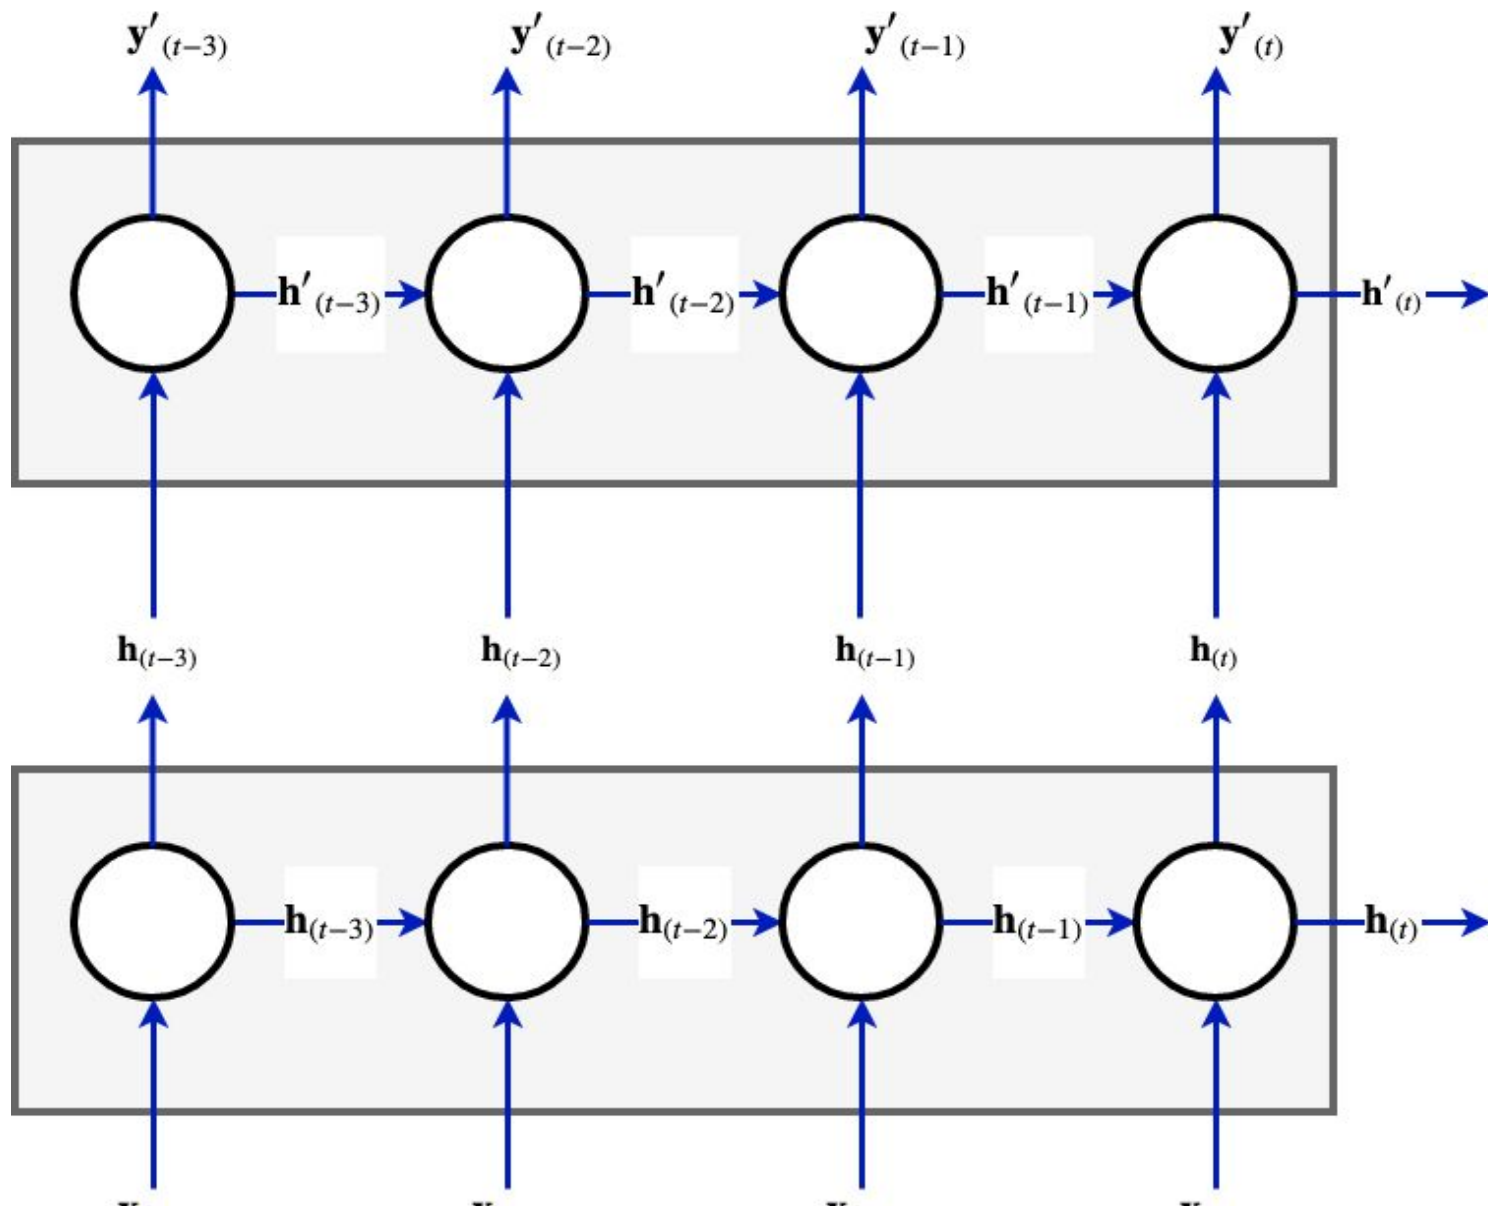 y′(t−3) y′(t−2) y′(t−1) y′(t)
h′(t−3) h′(t−2) h′(t−1) h′(t)
h(t−3) h(t−2) h(t−1) h(t)
h(t−3) h(t−2) h(t−1) h(t)